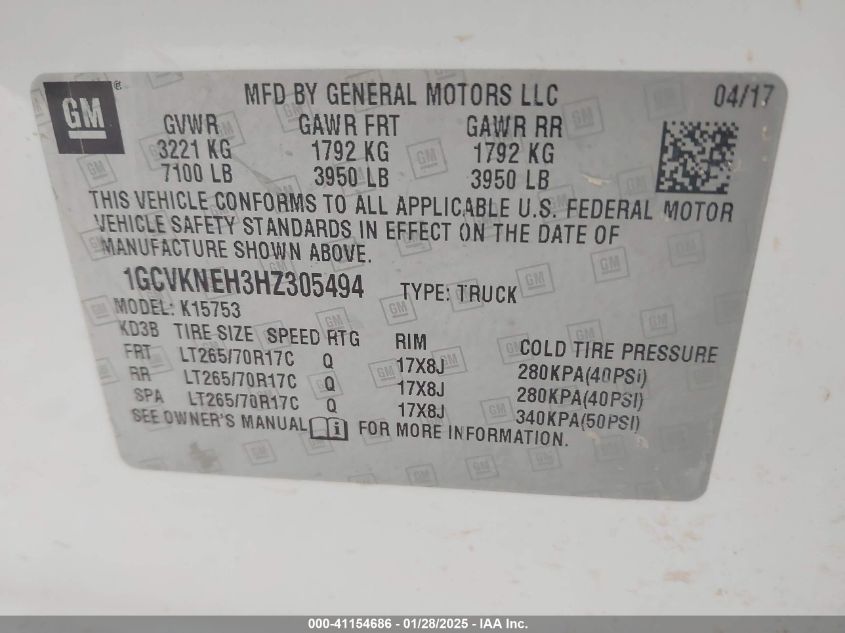 GM ®
MFD BY GENERAL MOTORS LLC 04/17
GVWR GAWR FRT GAWR RR
3221 KG 1792 KG 1792 KG
7100 LB 3950 LB 3950 LB
THIS VEHICLE CONFORMS TO ALL APPLICABLE U.S. FEDERAL MOTOR
VEHICLE SAFETY STANDARDS IN EFFECT ON THE DATE OF
MANUFACTURE SHOWN ABOVE.
1GCVKNEH3HZ305494 TYPE: TRUCK
MODEL: K15753
KD3B TIRE SIZE SPEED RTG RIM COLD TIRE PRESSURE
FRT LT265/70R17C Q 17X8J 280KPA(40PSI)
RR LT265/70R17C Q 17X8J 280KPA(40PSI)
SPA LT265/70R17C Q 17X8J 340KPA(50PSI)
SEE OWNER'S MANUAL i FOR MORE INFORMATION.
000-41154686 - 01/28/2025 - IAAI.com